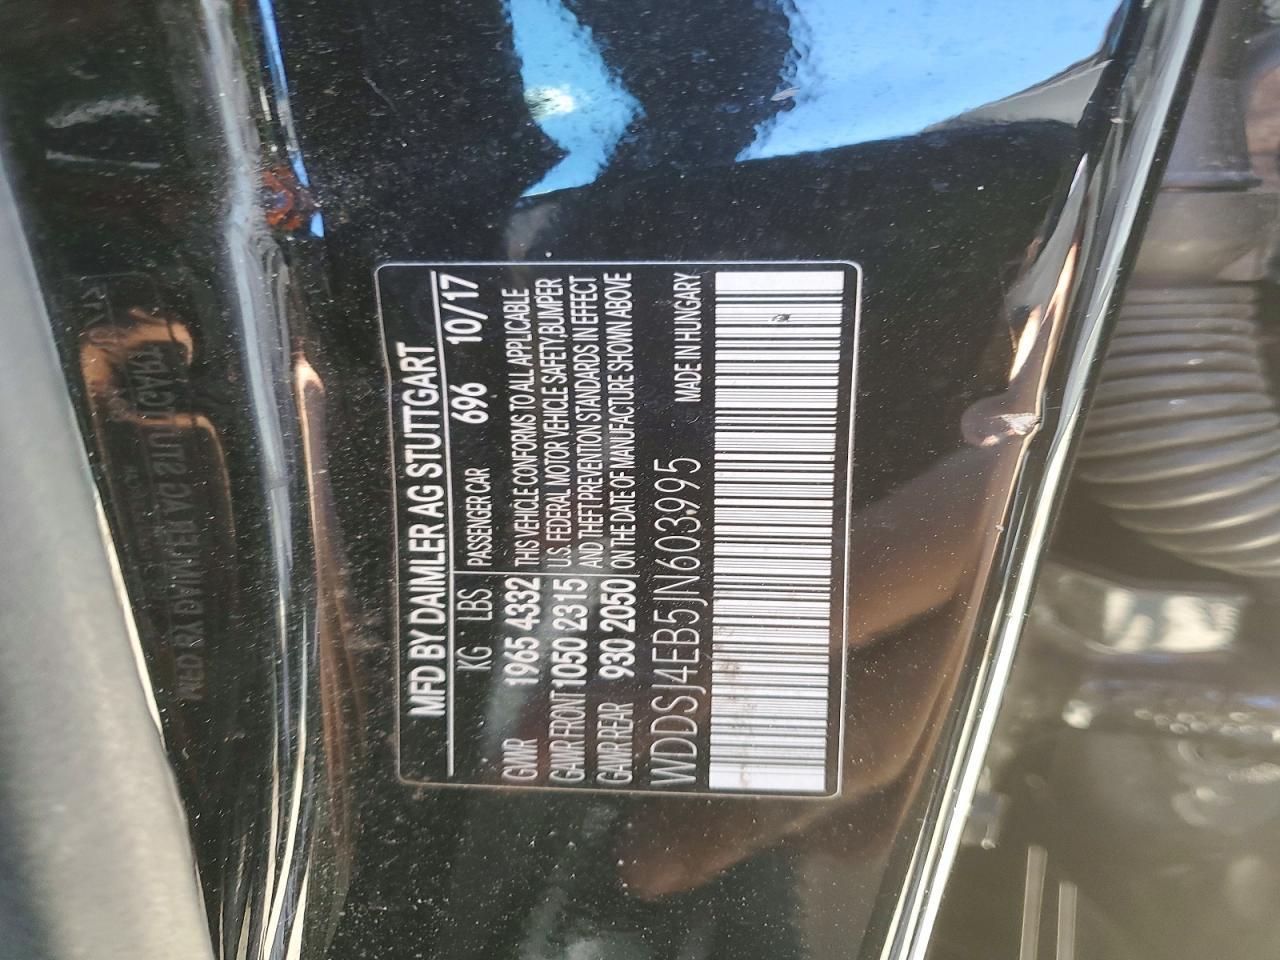 MFD BY DAIMLER AG STUTTGART
KG LBS PASSENGER CAR 696 10/17
GVWR 1965 4332 THIS VEHICLE CONFORMS TO ALL APPLICABLE
GAWR FRONT 1050 2315 U.S. FEDERAL MOTOR VEHICLE SAFETY, BUMPER
AND THEFT PREVENTION STANDARDS IN EFFECT
GAWR REAR 930 2050 ON THE DATE OF MANUFACTURE SHOWN ABOVE
WDDSJ4EB5JN603995 MADE IN HUNGARY